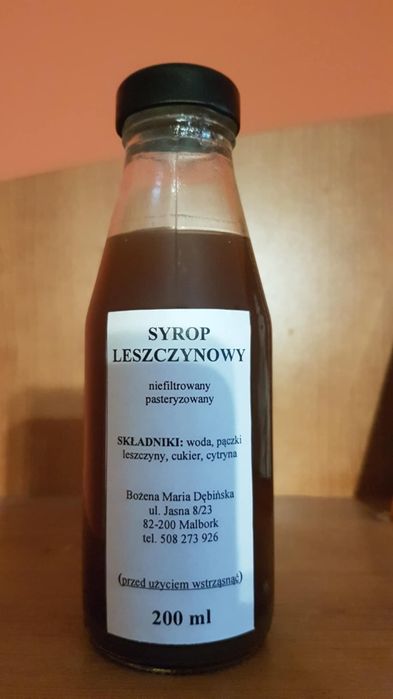 SYROP
LESZCZYNOWY
niefiltrowany
pasteryzowany
SKŁADNIKI: woda, pączki
leszczyny, cukier, cytryna
Bożena Maria Dębińska
ul. Jasna 8/23
82-200 Malbork
tel. 508 273 926
(przed użyciem wstrząsnąć)
200 ml